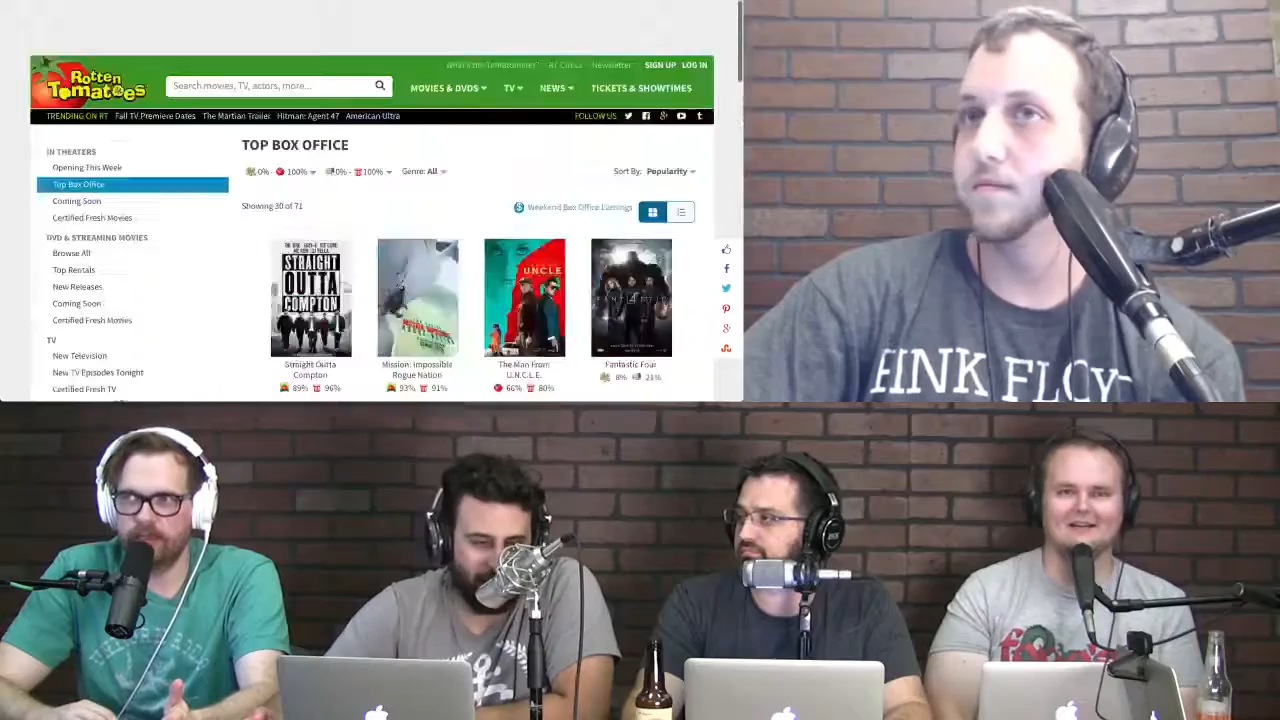 Rotten
Tomatoes
Search movies, TV, actors, more...
What's the Tomatometer® RT Critics Newsletter SIGN UP LOG IN
MOVIES & DVDS TV NEWS TICKETS & SHOWTIMES
TRENDING ON RT Fall TV Premiere Dates The Martian Trailer Hitman: Agent 47 American Ultra FOLLOW US
IN THEATERS
Opening This Week
Top Box Office
Coming Soon
Certified Fresh Movies
DVD & STREAMING MOVIES
Browse All
Top Rentals
New Releases
Coming Soon
Certified Fresh Movies
TV
New Television
New TV Episodes Tonight
Certified Fresh TV
TOP BOX OFFICE
0% - 100% 0% - 100% Genre: All Sort By: Popularity
Showing 30 of 71 Weekend Box Office Earnings
STRAIGHT
OUTTA
COMPTON
UNCLE
Straight Outta
Compton
89% 96%
Mission: Impossible
Rogue Nation
93% 91%
The Man From
U.N.C.L.E.
66% 80%
Fantastic Four
8% 21%
PINK FLOYD